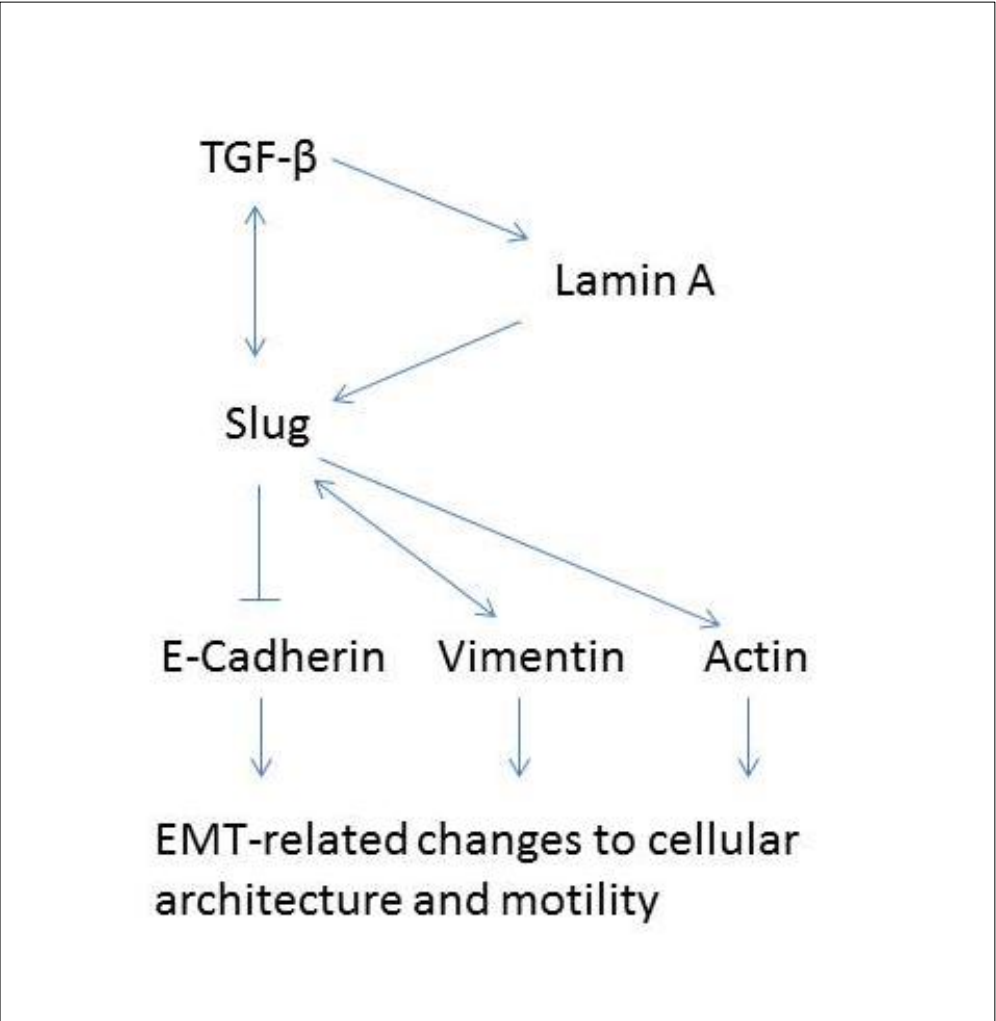 TGF-β
Lamin A
Slug
E-Cadherin
Vimentin
Actin
EMT-related changes to cellular
architecture and motility